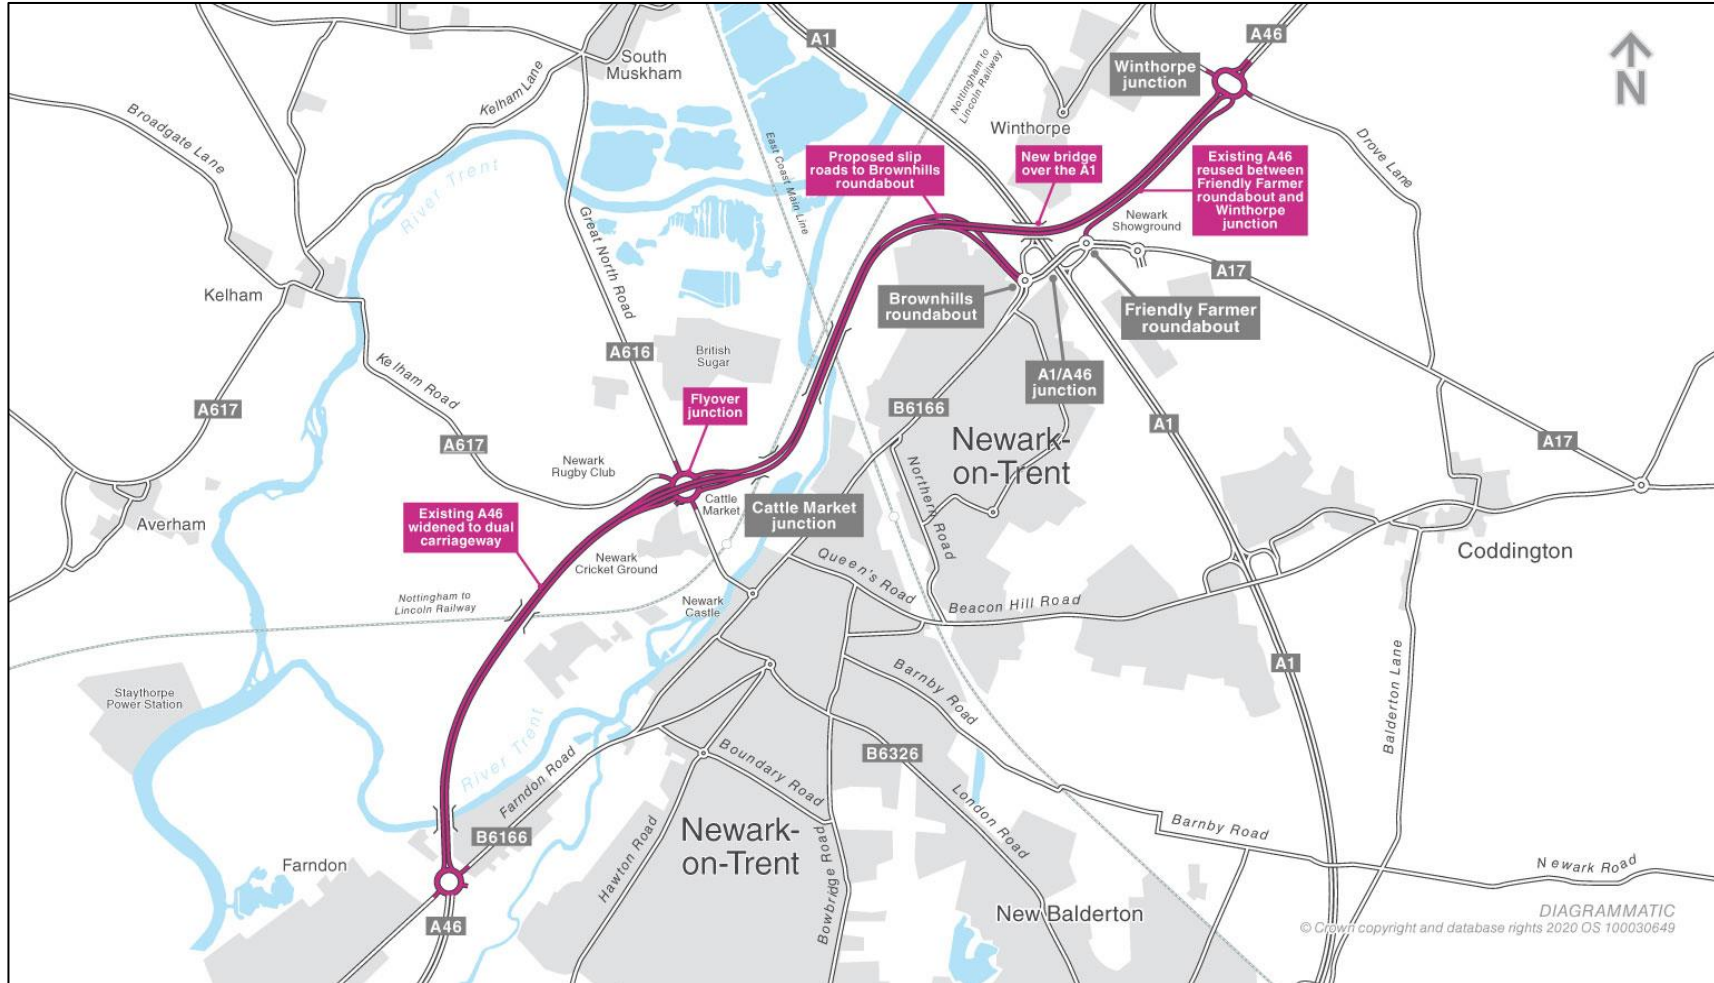 A1
A46
South
Muskham
Winthorpe
junction
N
Kelham Lane
Nottingham to
Lincoln Railway
Broadgate Lane
Winthorpe
East Coast Main Line
Drove Lane
River Trent
Proposed slip
roads to Brownhills
roundabout
New bridge
over the A1
Existing A46
reused between
Friendly Farmer
roundabout and
Winthorpe
junction
Great North Road
Newark
Showground
A17
Kelham
Brownhills
roundabout
Friendly Farmer
roundabout
A616
British
Sugar
Kelham Road
A1/A46
junction
A617
Flyover
junction
B6166
A1
A617
Newark-
on-Trent
A17
Newark
Rugby Club
Northern Road
Cattle
Market
Cattle Market
junction
Averham
Existing A46
widened to dual
carriageway
Coddington
Newark
Cricket Ground
Queen's Road
Nottingham to
Lincoln Railway
Newark
Castle
Beacon Hill Road
A1
Balderton Lane
Staythorpe
Power Station
Barnby Road
River Trent
Boundary Road
B6326
Farndon Road
London Road
B6166
Newark-
on-Trent
Barnby Road
Farndon
Hawton Road
Bowbridge Road
Newark Road
A46
New Balderton
DIAGRAMMATIC
© Crown copyright and database rights 2020 OS 100030649